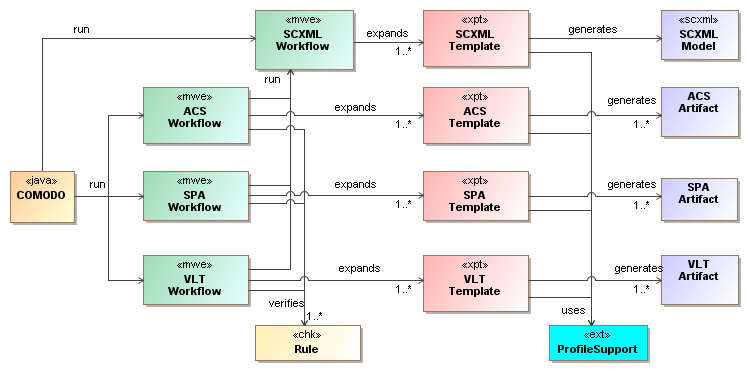 «mwe»
SCXML
Workflow
«xpt»
SCXML
Template
«scxml»
SCXML
Model
run
expands
1..*
generates
run
«mwe»
ACS
Workflow
expands
1..*
«xpt»
ACS
Template
generates
1..*
ACS
Artifact
«java»
COMODO
run
«mwe»
SPA
Workflow
expands
1..*
«xpt»
SPA
Template
generates
1..*
SPA
Artifact
«mwe»
VLT
Workflow
expands
1..*
«xpt»
VLT
Template
generates
1..*
VLT
Artifact
verifies
1..*
uses
«chk»
Rule
«ext»
ProfileSupport